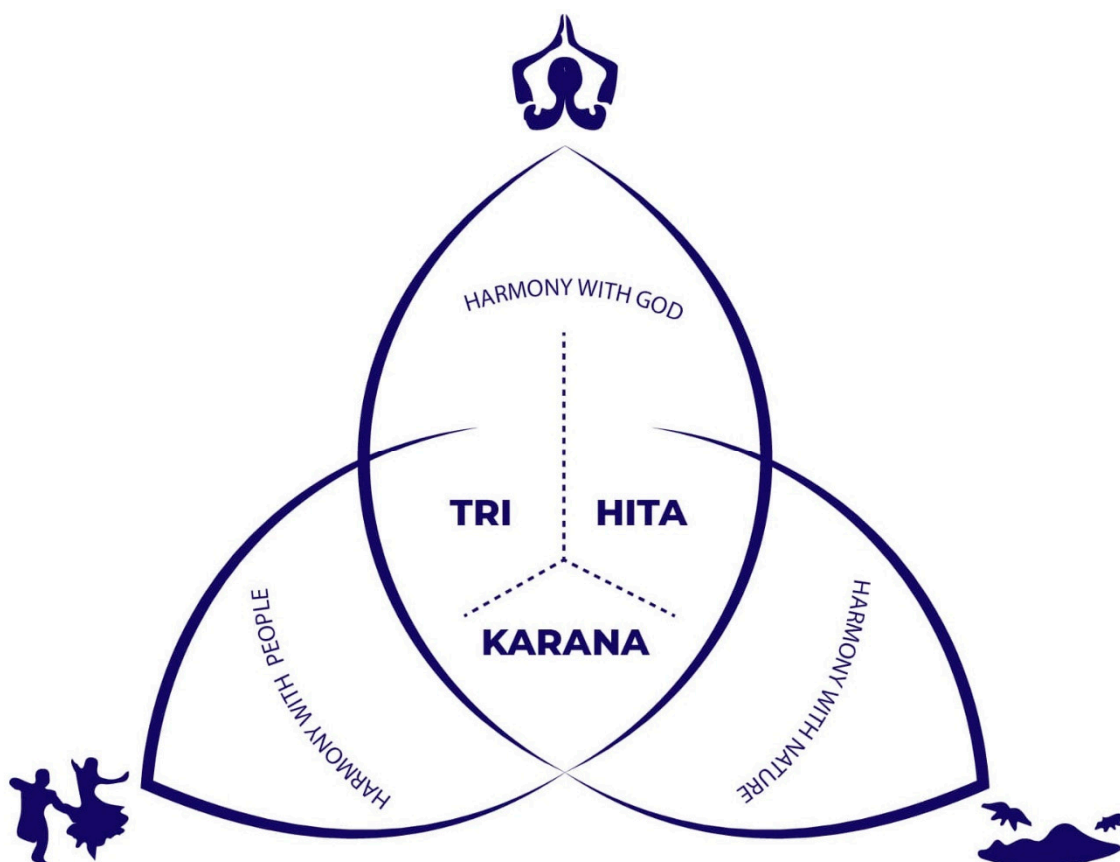 HARMONY WITH GOD
TRI
HITA
KARANA
HARMONY WITH PEOPLE
HARMONY WITH NATURE